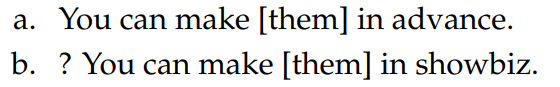 a. You can make [them] in advance.
b. ? You can make [them] in showbiz.